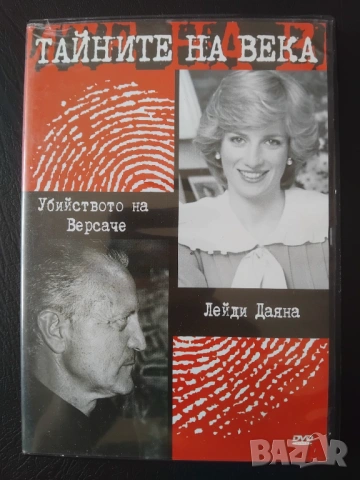 ТАЙНИТЕ НА ВЕКА
Убийството на
Версаче
Лейди Даяна
DVD
BAZAR